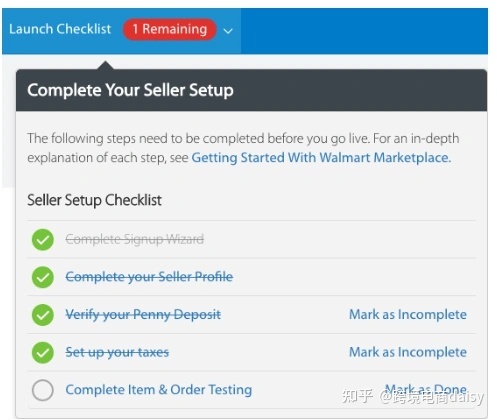 Launch Checklist 1 Remaining
Complete Your Seller Setup
The following steps need to be completed before you go live. For an in-depth
explanation of each step, see Getting Started With Walmart Marketplace.
Seller Setup Checklist
Complete Signup Wizard
Complete your Seller Profile
Verify your Penny Deposit Mark as Incomplete
Set up your taxes Mark as Incomplete
Complete Item & Order Testing Mark as Done
知乎 @跨境电商daisy